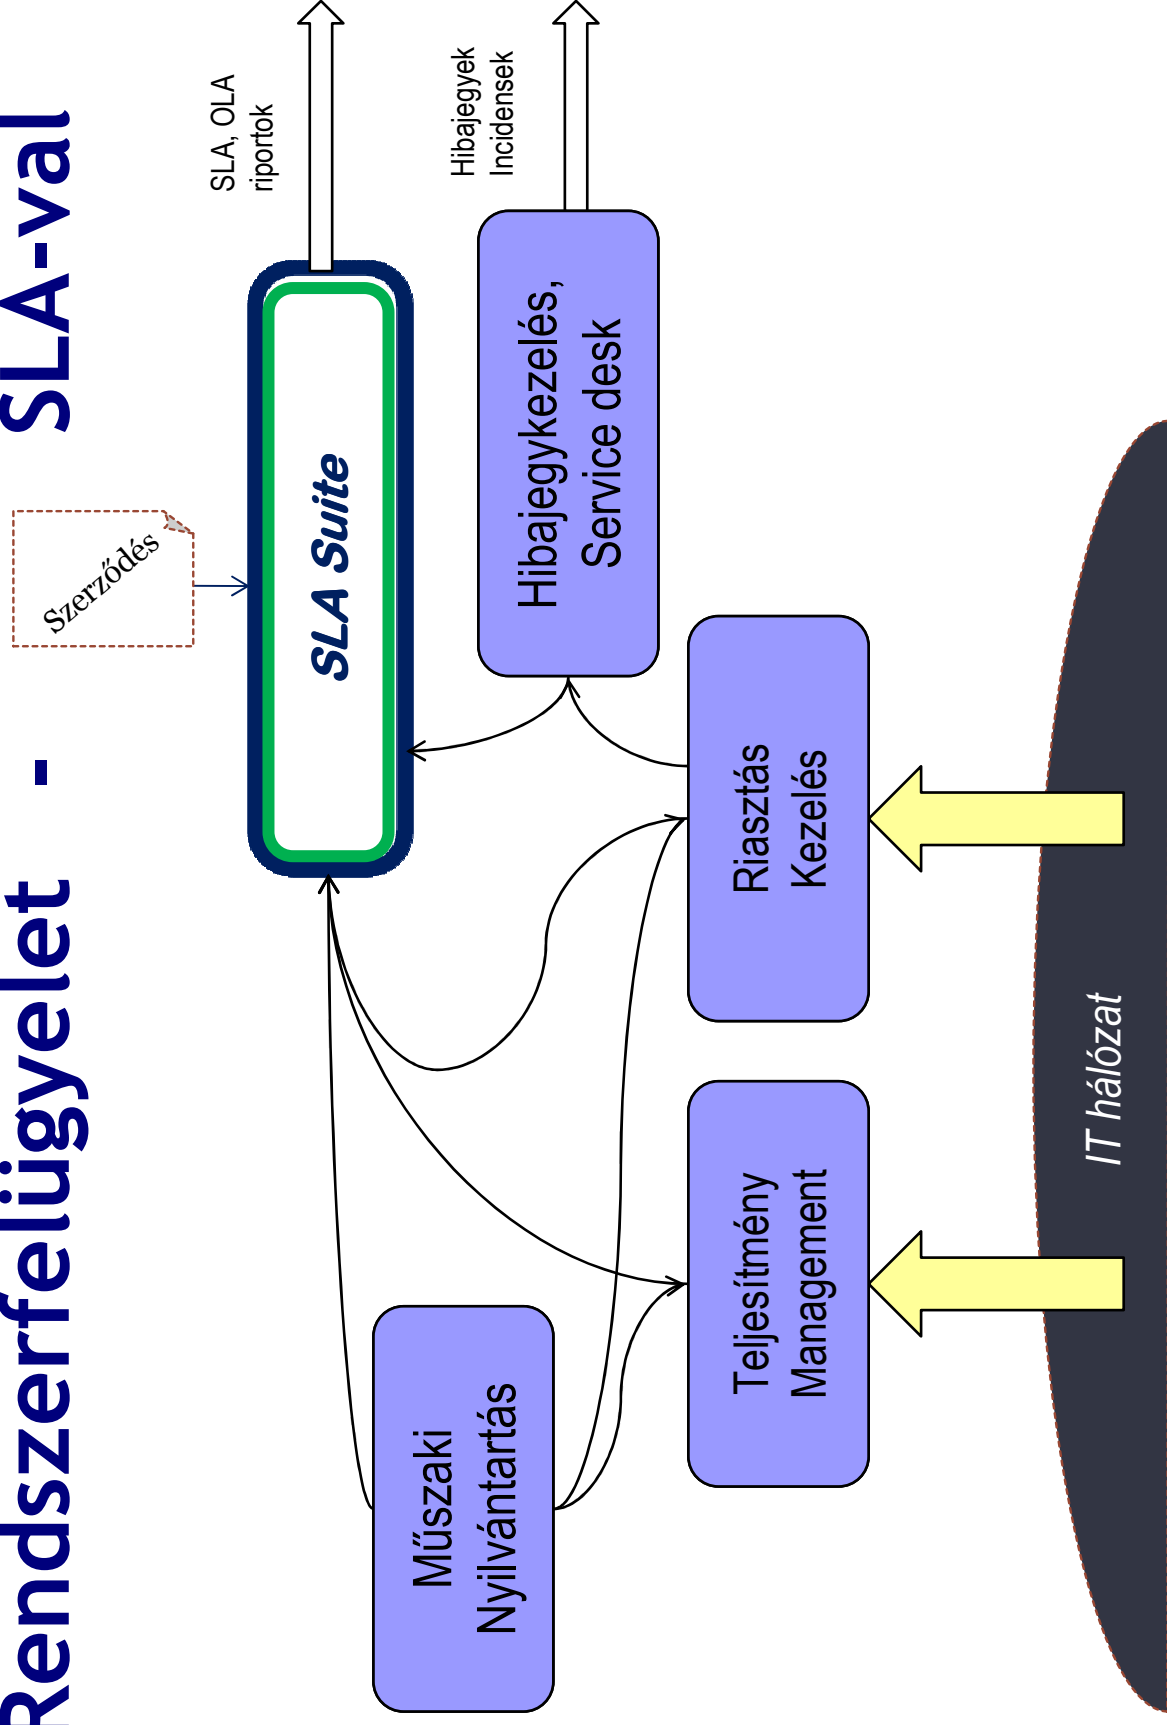 Rendszerfelügyelet - SLA-val
Szerződés
SLA, OLA
riportok
SLA Suite
Hibajegyek
Incidensek
Műszaki
Nyilvántartás
Hibajegykezelés,
Service desk
Teljesítmény
Management
Riasztás
Kezelés
IT hálózat